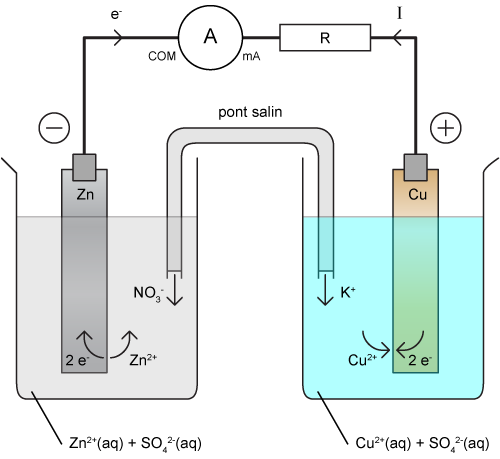 e⁻
I
A
R
COM
mA
−
+
pont salin
Zn
Cu
NO₃⁻
K⁺
2 e⁻
Zn²⁺
Cu²⁺
2 e⁻
Zn²⁺(aq) + SO₄²⁻(aq)
Cu²⁺(aq) + SO₄²⁻(aq)